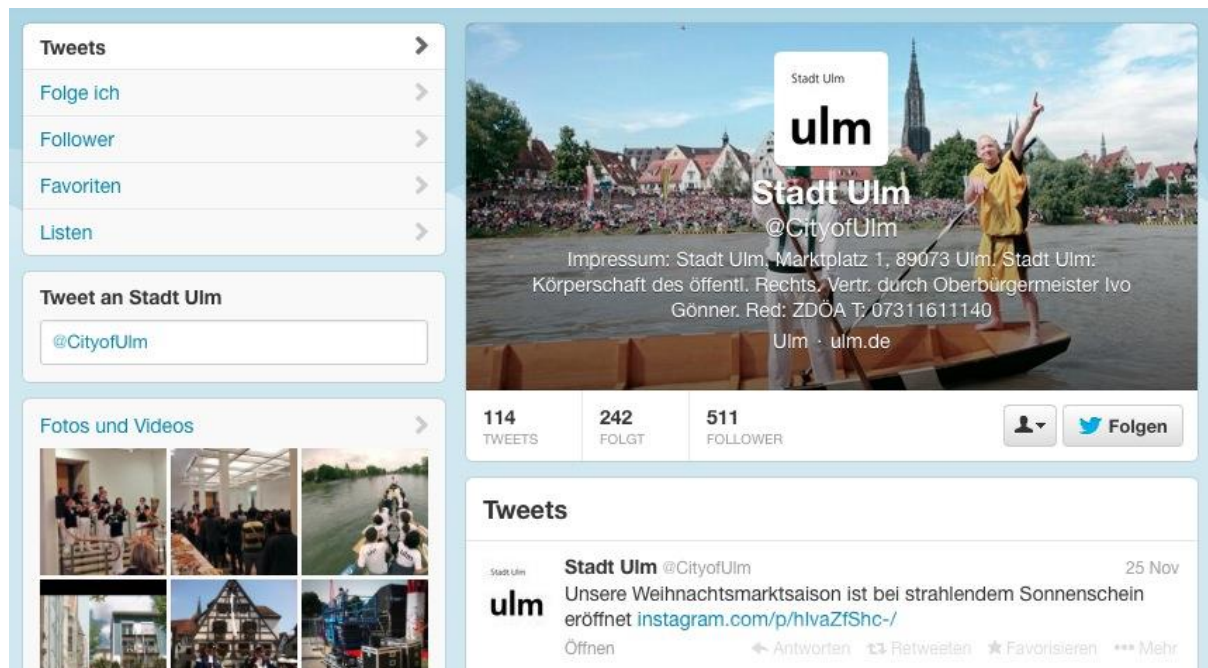 Tweets
Folge ich
Follower
Favoriten
Listen
Tweet an Stadt Ulm
@CityofUlm
Fotos und Videos
Stadt Ulm
ulm
Stadt Ulm
@CityofUlm
Impressum: Stadt Ulm, Marktplatz 1, 89073 Ulm. Stadt Ulm:
Körperschaft des öffentl. Rechts. Vertr. durch Oberbürgermeister Ivo
Gönner. Red: ZDÖA T: 07311611140
Ulm · ulm.de
114 242 511
TWEETS FOLGT FOLLOWER
Folgen
Tweets
Stadt Ulm
ulm
Stadt Ulm @CityofUlm 25 Nov
Unsere Weihnachtsmarktsaison ist bei strahlendem Sonnenschein
eröffnet instagram.com/p/hIvaZfShc-/
Öffnen Antworten Retweeten Favorisieren Mehr